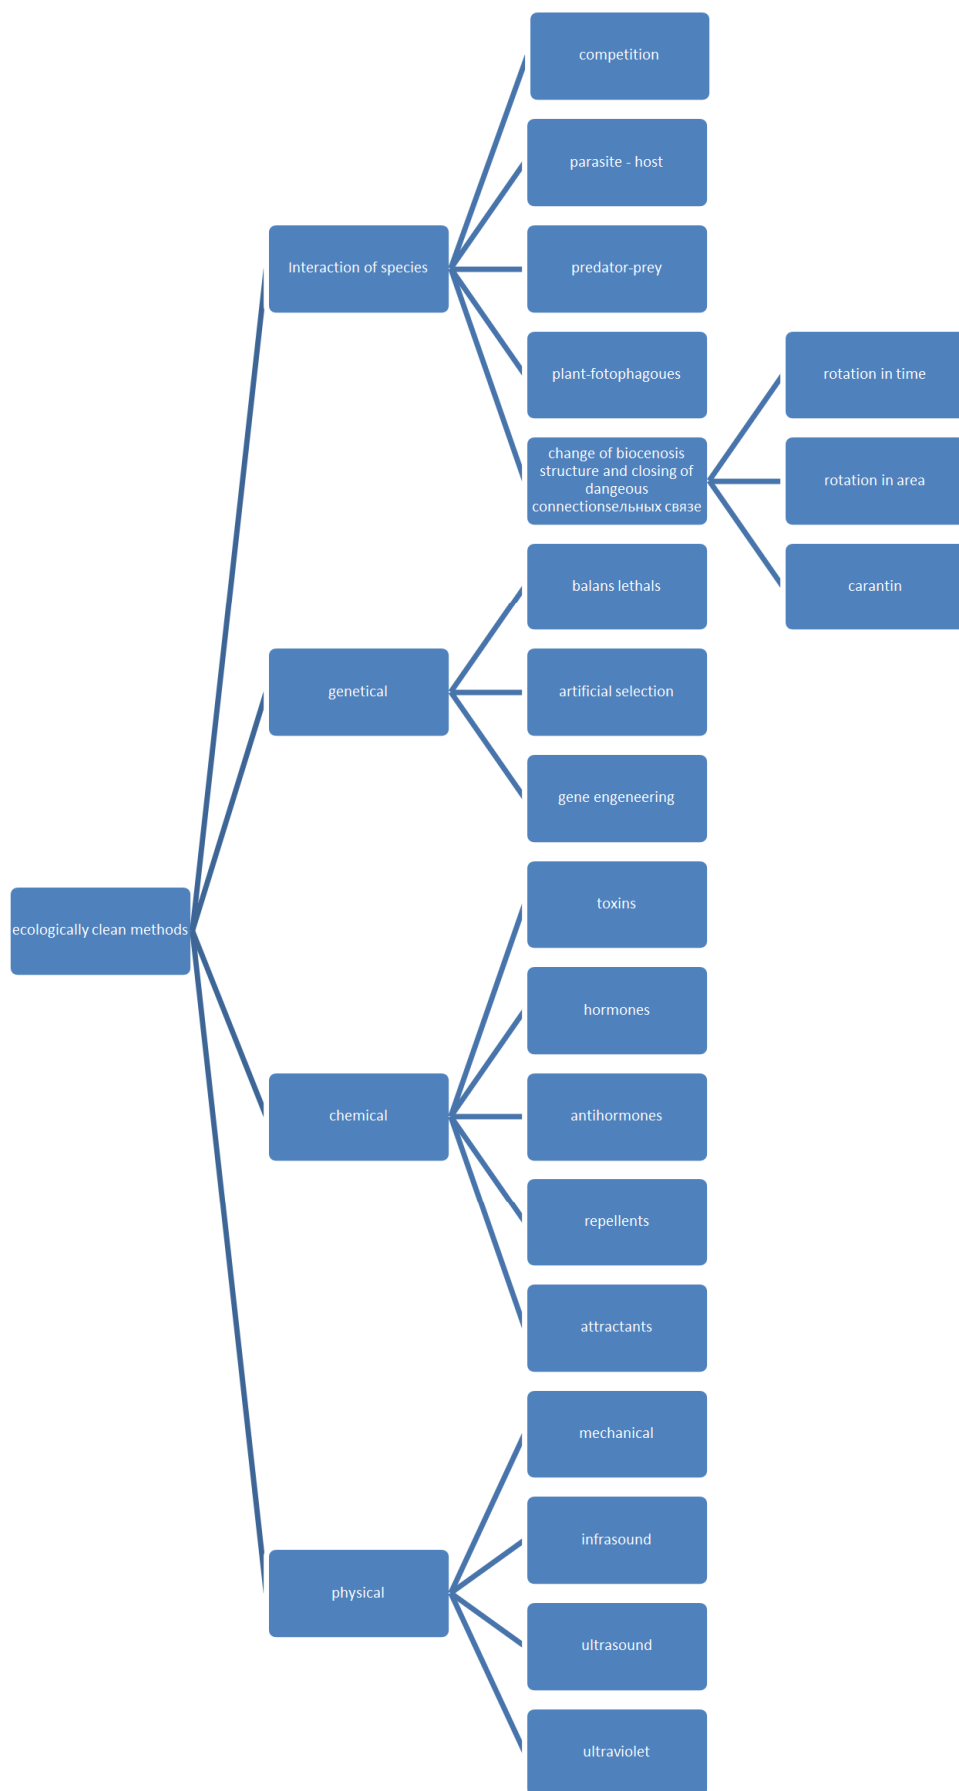 competition
parasite - host
Interaction of species
predator-prey
plant-fotophagoues
rotation in time
change of biocenosis
structure and closing of
dangeous
connectionsельных связе
rotation in area
balans lethals
carantin
genetical
artificial selection
gene engeneering
toxins
ecologically clean methods
hormones
chemical
antihormones
repellents
attractants
mechanical
infrasound
physical
ultrasound
ultraviolet